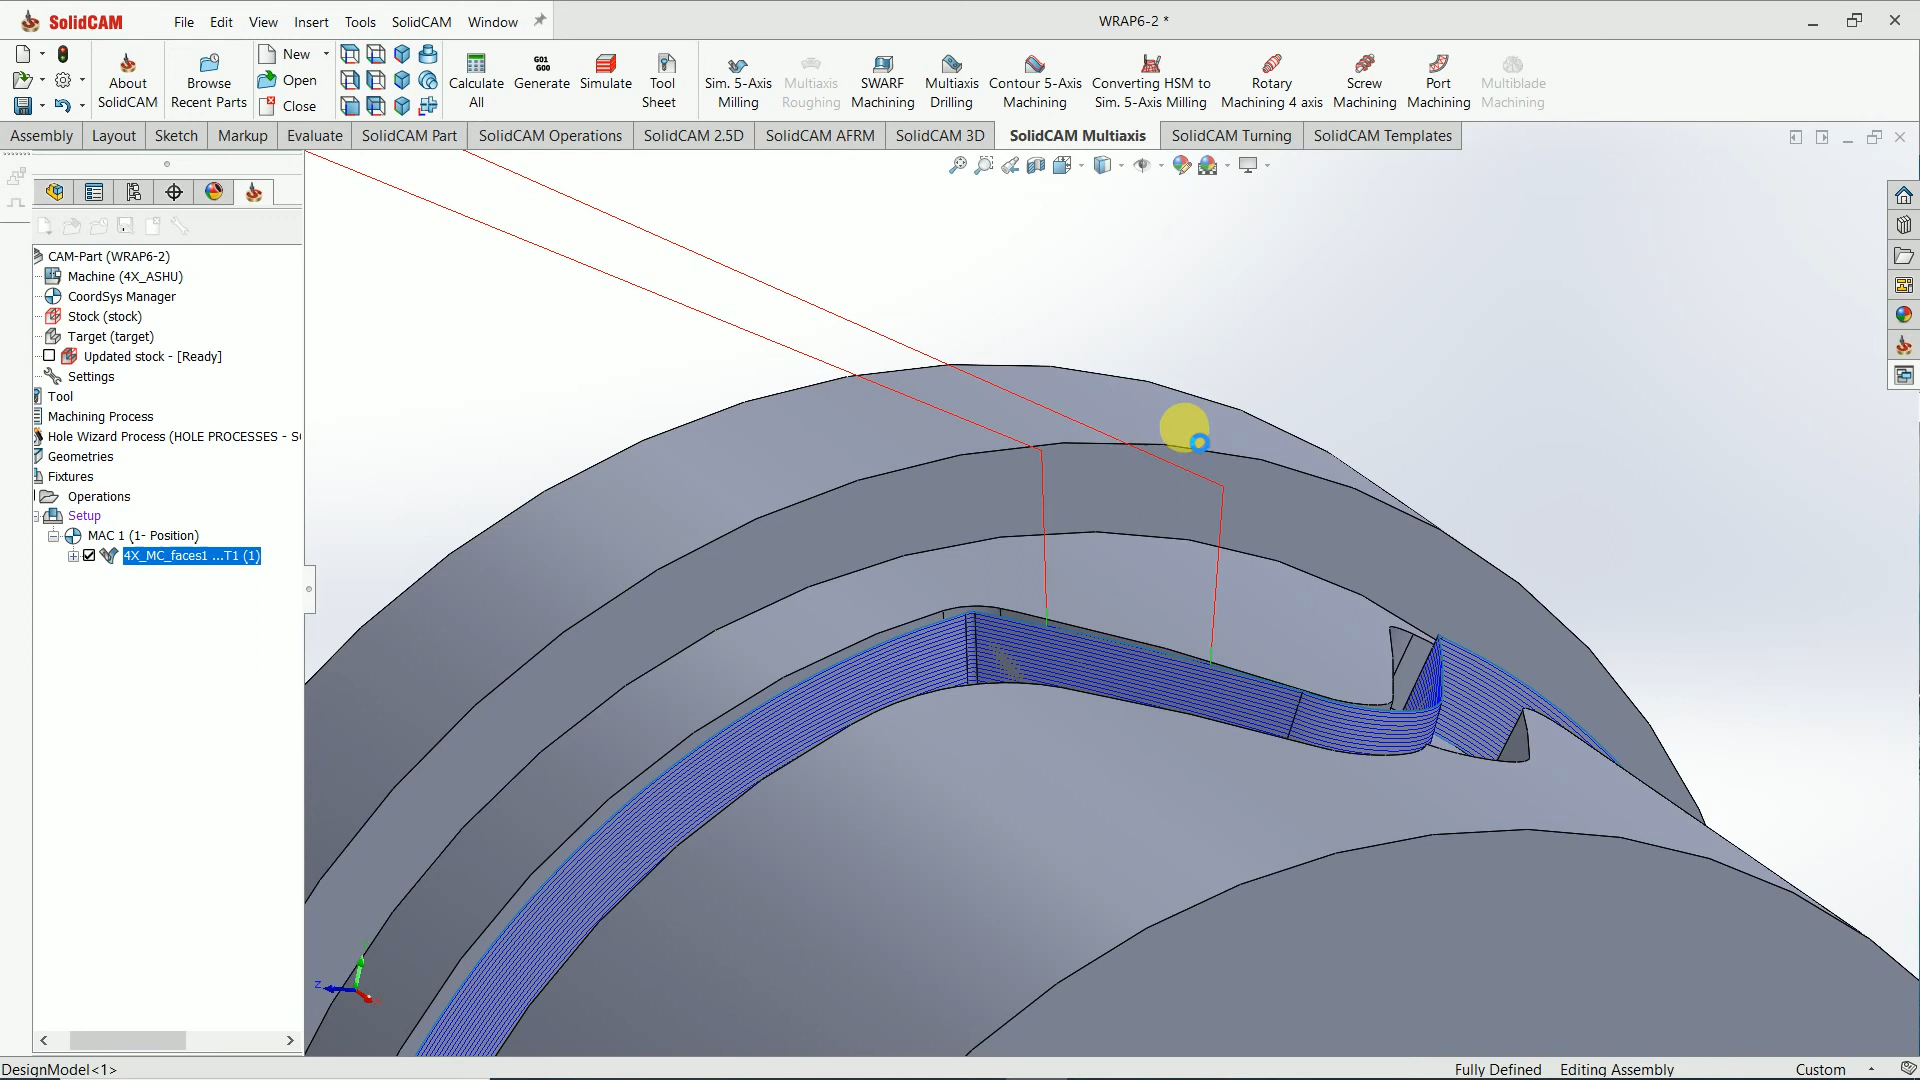 SolidCAM
File Edit View Insert Tools SolidCAM Window
WRAP6-2 *
New
Open
Close
About
SolidCAM
Browse
Recent Parts
Calculate
All
G01
G00
Generate
Simulate
Tool
Sheet
Sim. 5-Axis
Milling
Multiaxis
Roughing
SWARF
Machining
Multiaxis
Drilling
Contour 5-Axis
Machining
Converting HSM to
Sim. 5-Axis Milling
Rotary
Machining 4 axis
Screw
Machining
Port
Machining
Multiblade
Machining
Assembly Layout Sketch Markup Evaluate SolidCAM Part SolidCAM Operations SolidCAM 2.5D SolidCAM AFRM SolidCAM 3D SolidCAM Multiaxis SolidCAM Turning SolidCAM Templates
CAM-Part (WRAP6-2)
Machine (4X_ASHU)
CoordSys Manager
Stock (stock)
Target (target)
Updated stock - [Ready]
Settings
Tool
Machining Process
Hole Wizard Process (HOLE PROCESSES - S
Geometries
Fixtures
Operations
Setup
MAC 1 (1- Position)
4X_MC_faces1 ...T1 (1)
Z
DesignModel<1>
Fully Defined Editing Assembly Custom